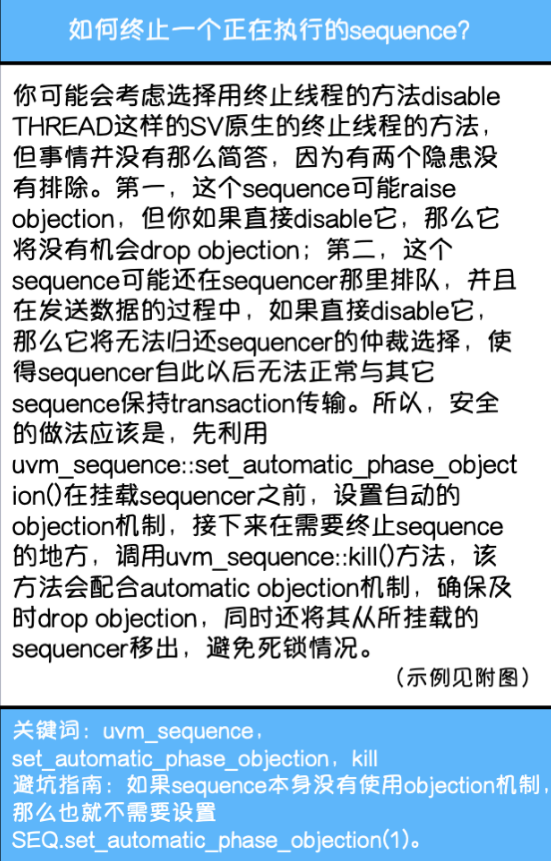 如何终止一个正在执行的sequence?
你可能会考虑选择用终止线程的方法disable
THREAD这样的SV原生的终止线程的方法，
但事情并没有那么简答，因为有两个隐患没
有排除。第一，这个sequence可能raise
objection，但你如果直接disable它，那么它
将没有机会drop objection；第二，这个
sequence可能还在sequencer那里排队，并且
在发送数据的过程中，如果直接disable它，
那么它将无法归还sequencer的仲裁选择，使
得sequencer自此以后无法正常与其它
sequence保持transaction传输。所以，安全
的做法应该是，先利用
uvm_sequence::set_automatic_phase_object
ion()在挂载sequencer之前，设置自动的
objection机制，接下来在需要终止sequence
的地方，调用uvm_sequence::kill()方法，该
方法会配合automatic objection机制，确保及
时drop objection，同时还将其从所挂载的
sequencer移出，避免死锁情况。
（示例见附图）
关键词：uvm_sequence，
set_automatic_phase_objection，kill
避坑指南：如果sequence本身没有使用objection机制，
那么也就不需要设置
SEQ.set_automatic_phase_objection(1)。